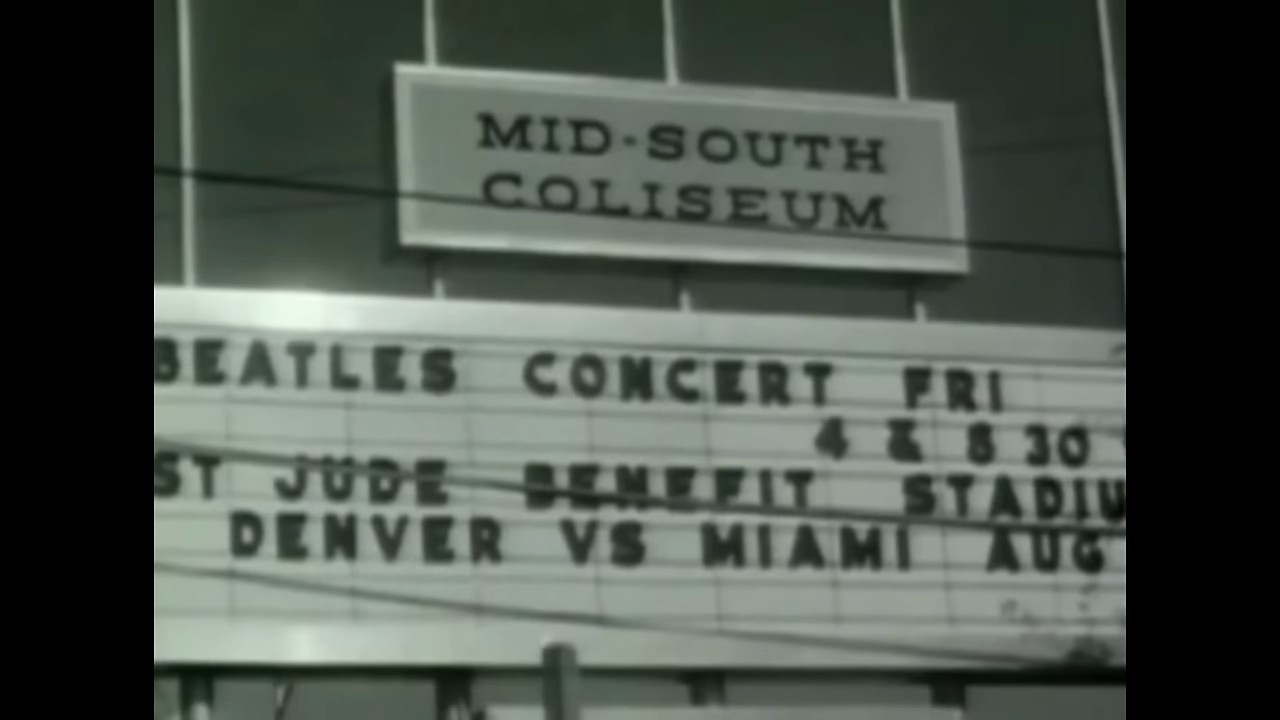 MID-SOUTH
COLISEUM
BEATLES CONCERT FRI
4 & 8 30
ST JUDE BENEFIT STADIU
DENVER VS MIAMI AUG